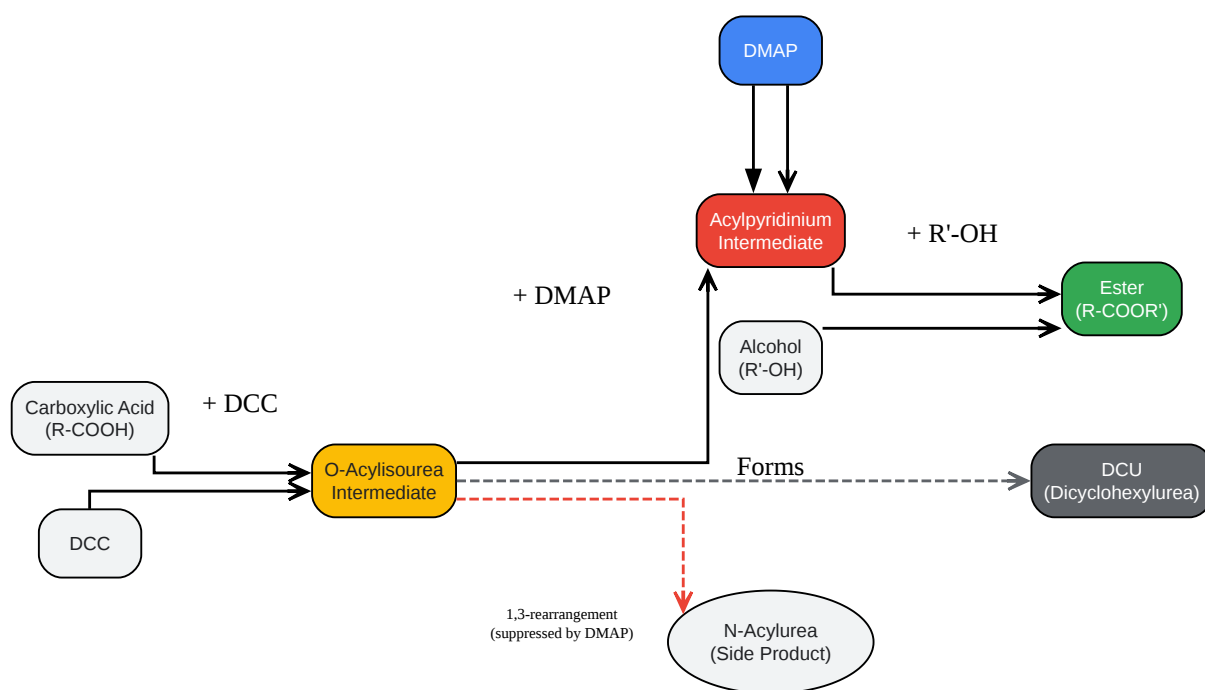 DMAP
Acylpyridinium
Intermediate
+ R'-OH
Ester
(R-COOR')
+ DMAP
Alcohol
(R'-OH)
Carboxylic Acid
(R-COOH)
+ DCC
O-Acylisourea
Intermediate
Forms
DCU
(Dicyclohexylurea)
DCC
1,3-rearrangement
(suppressed by DMAP)
N-Acylurea
(Side Product)